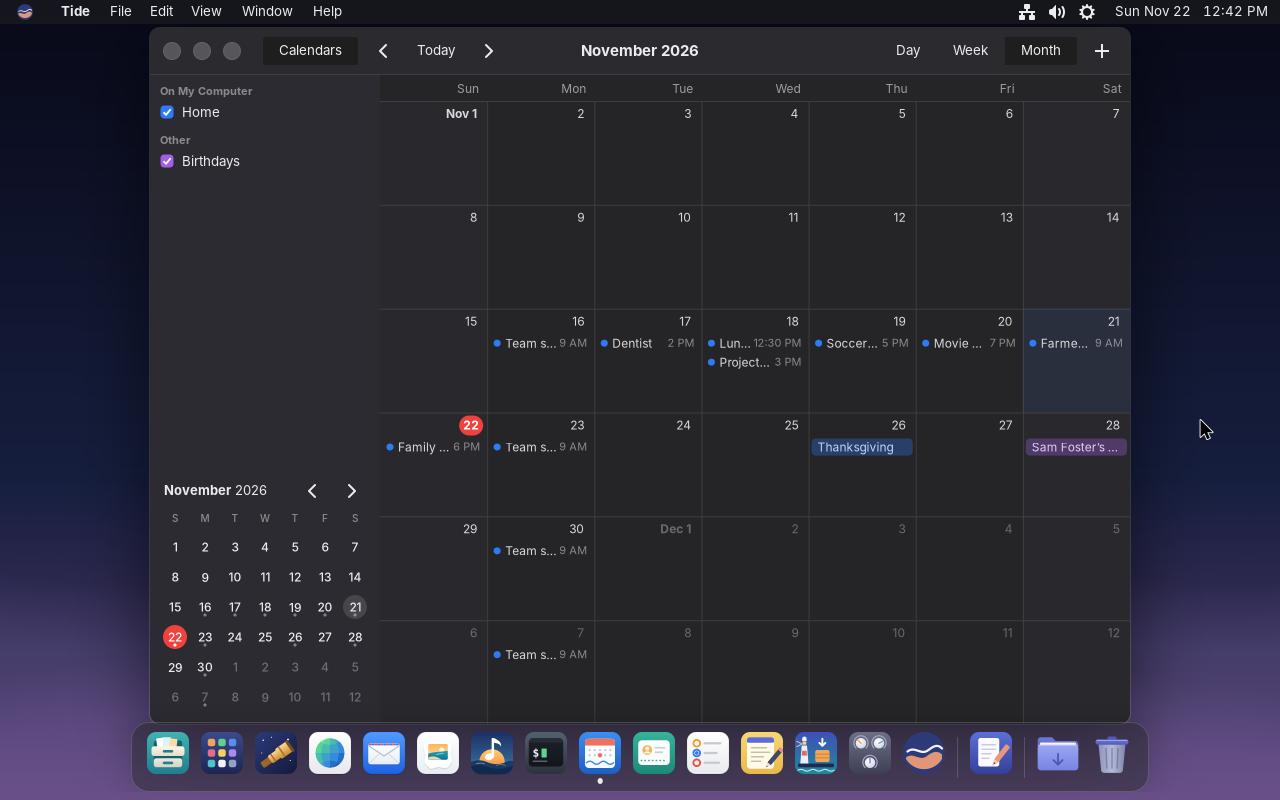 Tide File Edit View Window Help Sun Nov 22 12:42 PM
Calendars Today November 2026 Day Week Month
On My Computer
Home
Other
Birthdays
Sun Mon Tue Wed Thu Fri Sat
Nov 1 2 3 4 5 6 7
8 9 10 11 12 13 14
15 16 17 18 19 20 21
Team s... 9 AM Dentist 2 PM Lun... 12:30 PM Soccer... 5 PM Movie ... 7 PM Farme... 9 AM
Project... 3 PM
22 23 24 25 26 27 28
Family ... 6 PM Team s... 9 AM Thanksgiving Sam Foster's ...
29 30 Dec 1 2 3 4 5
Team s... 9 AM
6 7 8 9 10 11 12
Team s... 9 AM
November 2026
S M T W T F S
1 2 3 4 5 6 7
8 9 10 11 12 13 14
15 16 17 18 19 20 21
22 23 24 25 26 27 28
29 30 1 2 3 4 5
6 7 8 9 10 11 12
$